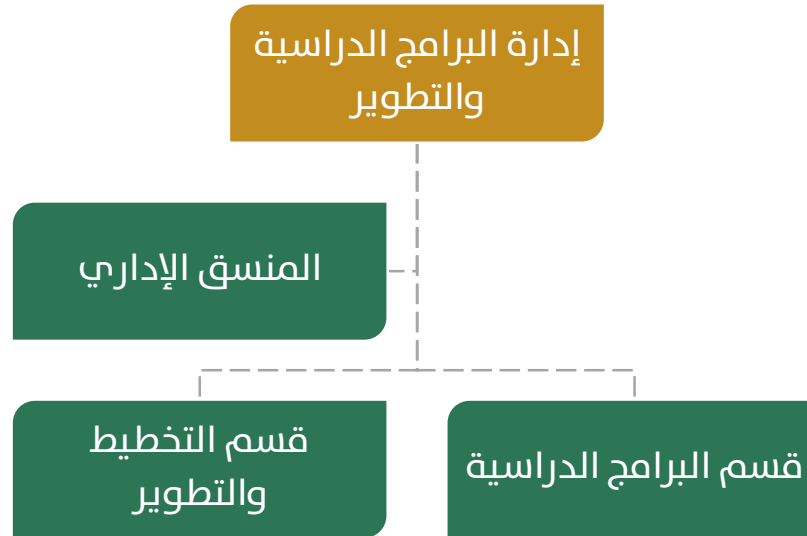 إدارة البرامج الدراسية
والتطوير
المنسق الإداري
قسم البرامج الدراسية
قسم التخطيط
والتطوير